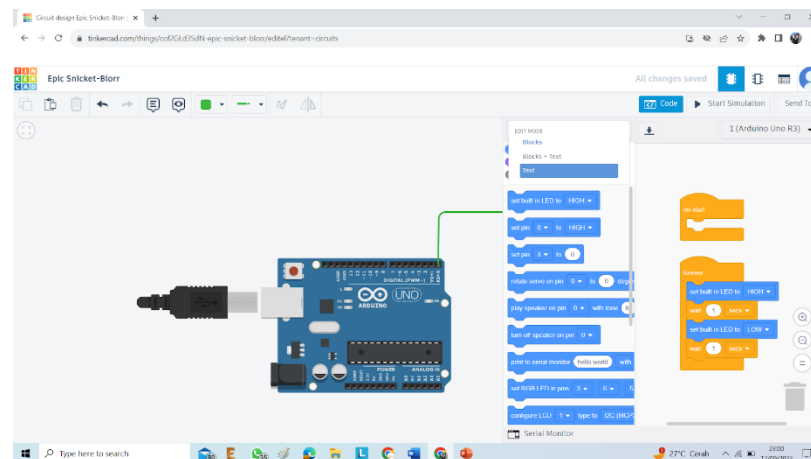 Circuit design Epic Snicket-Blorr
tinkercad.com/things/cof2GLd3SdN-epic-snicket-blorr/editel?tenant=circuits
TIN
KER
CAD
Epic Snicket-Blorr
All changes saved
Code
Start Simulation
Send To
EDIT MODE
Blocks
Blocks + Text
Text
1 (Arduino Uno R3)
set built in LED to HIGH
set pin 0 to HIGH
set pin 3 to 0
rotate servo on pin 0 to 0
play speaker on pin 0 with tone
turn off speaker on pin 0
print to serial monitor hello world with
set RGB LED in pins 3 6
configure LCD 1 type to I2C
Serial Monitor
on start
forever
set built in LED to HIGH
wait 1 secs
set built in LED to LOW
wait 1 secs
DIGITAL (PWM~)
UNO
ARDUINO
POWER
ANALOG IN
Type here to search
27°C Cerah
23:00